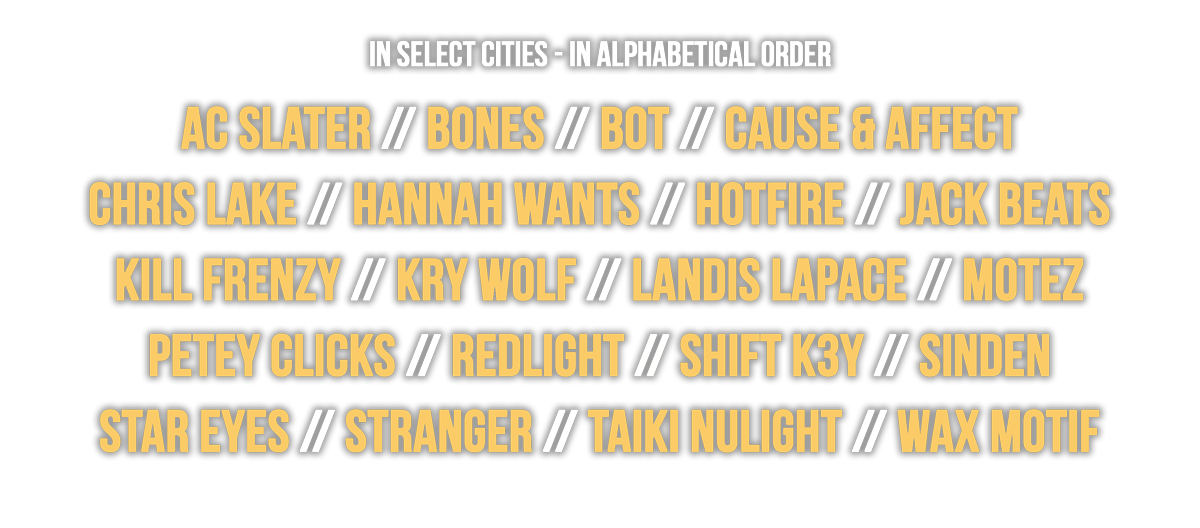 IN SELECT CITIES - IN ALPHABETICAL ORDER
AC SLATER // BONES // BOT // CAUSE & AFFECT
CHRIS LAKE // HANNAH WANTS // HOTFIRE // JACK BEATS
KILL FRENZY // KRY WOLF // LANDIS LAPACE // MOTEZ
PETEY CLICKS // REDLIGHT // SHIFT K3Y // SINDEN
STAR EYES // STRANGER // TAIKI NULIGHT // WAX MOTIF